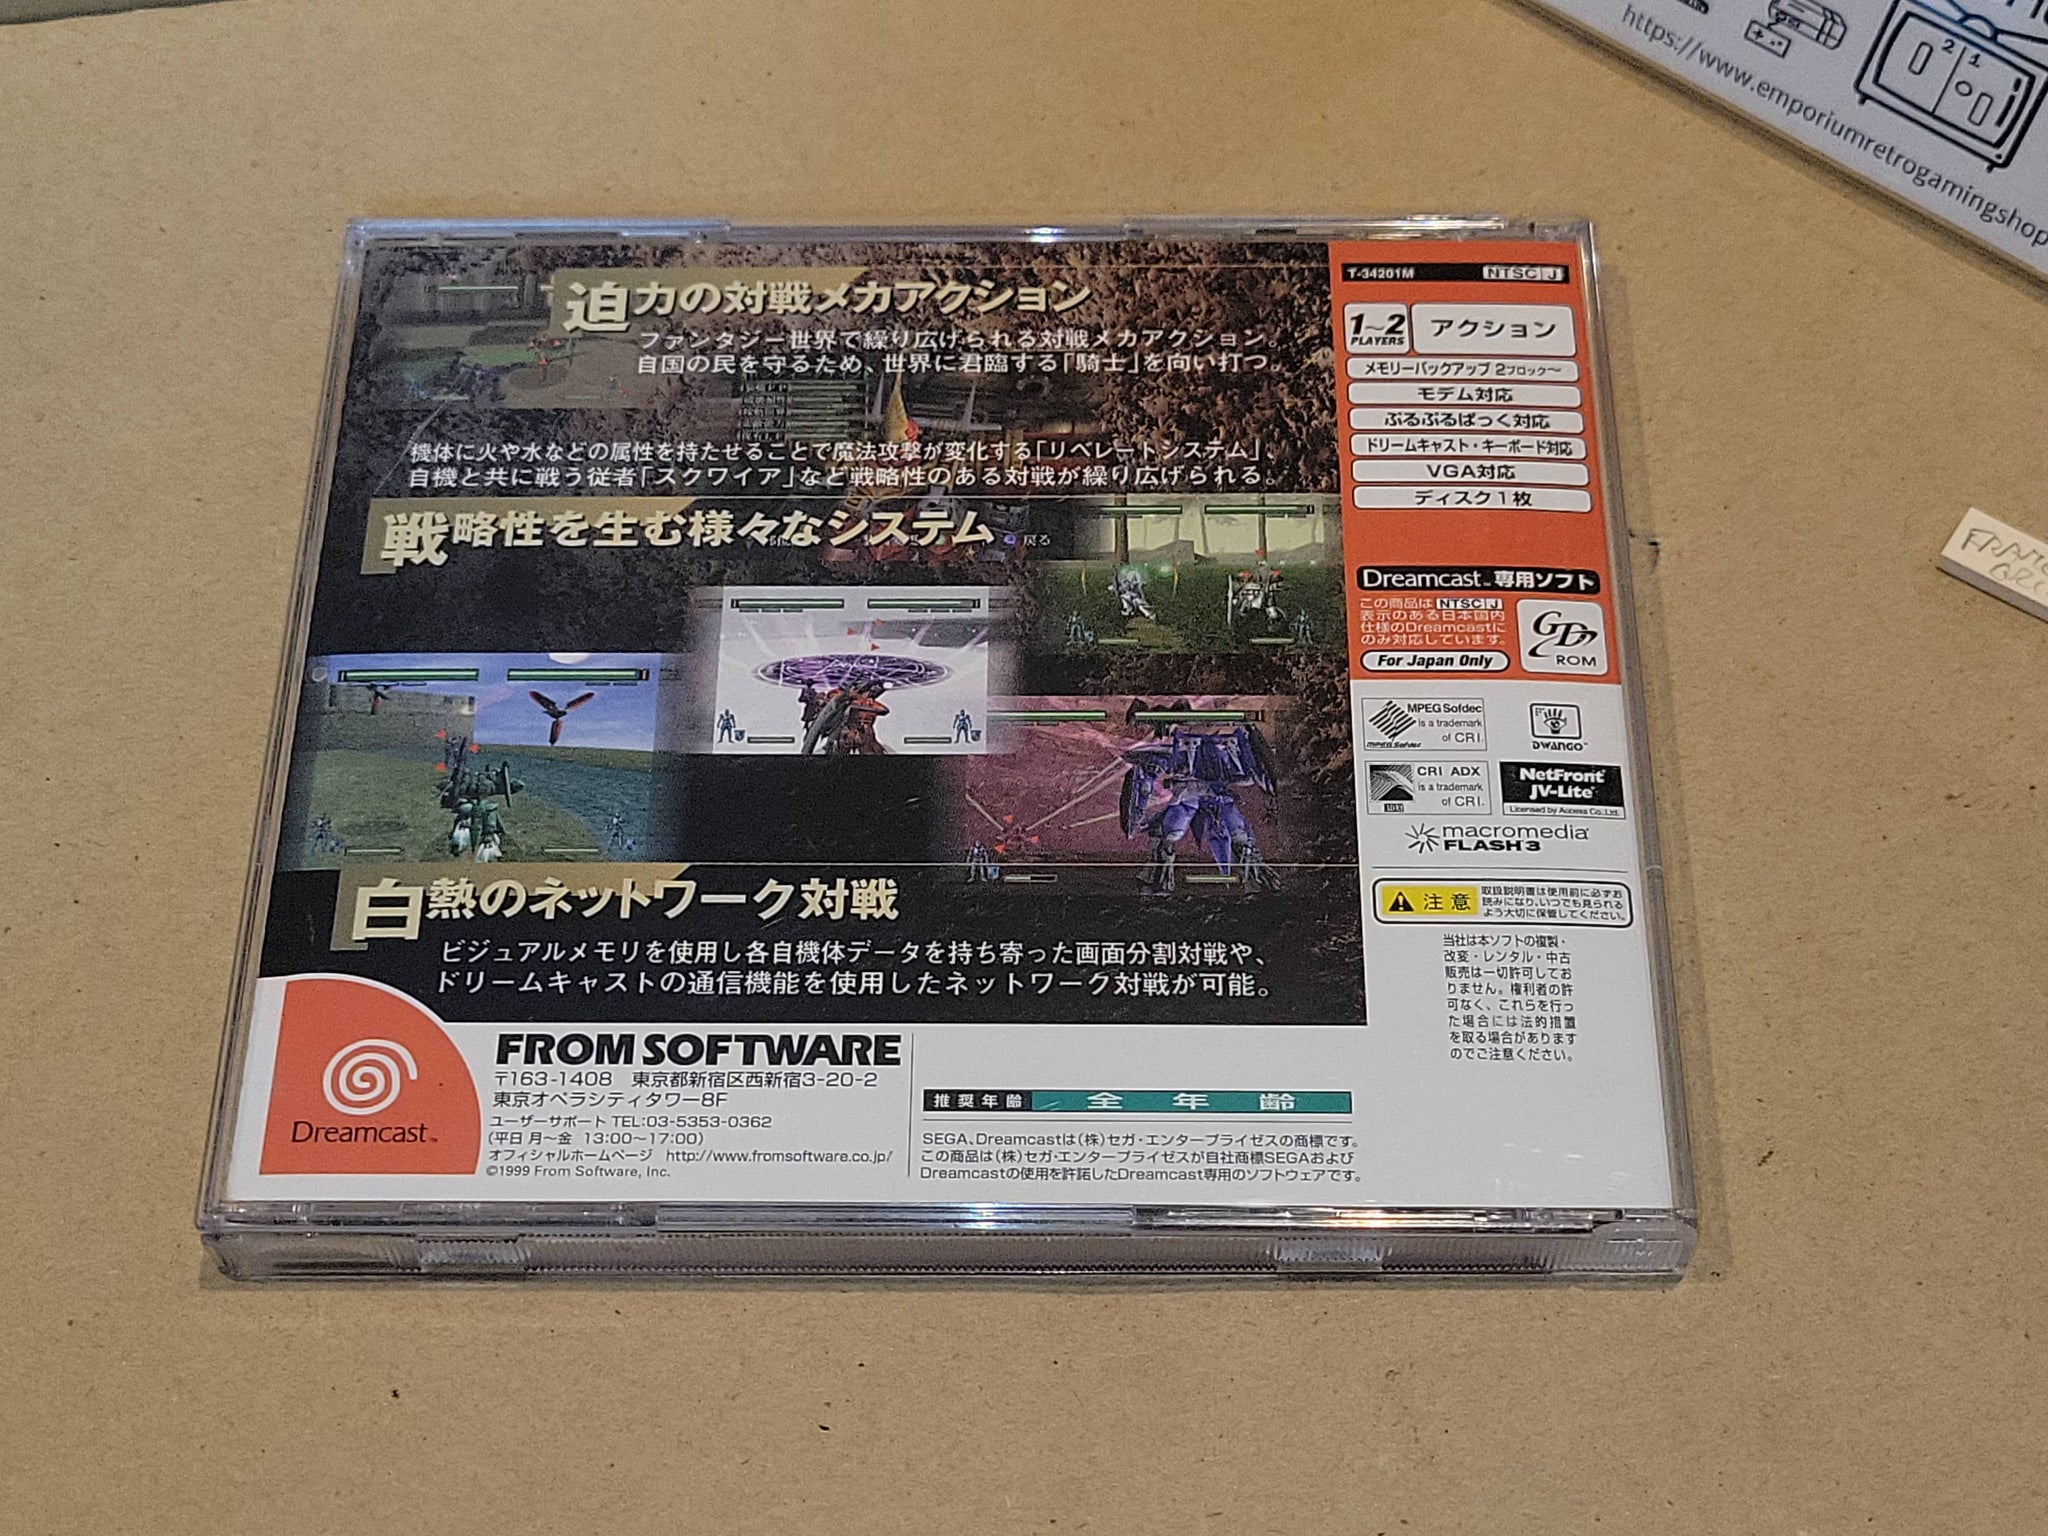 https://www.emporiumretrogamingshop
2 1
迫力の対戦メカアクション
ファンタジー世界で繰り広げられる対戦メカアクション。
自国の民を守るため、世界に君臨する「騎士」を向い打つ。
機体に火や水などの属性を持たせることで魔法攻撃が変化する「リベレートシステム」、
自機と共に戦う従者「スクワイア」など戦略性のある対戦が繰り広げられる。
戦略性を生む様々なシステム
戻る
白熱のネットワーク対戦
ビジュアルメモリを使用し各自機体データを持ち寄った画面分割対戦や、
ドリームキャストの通信機能を使用したネットワーク対戦が可能。
Dreamcast™
FROM SOFTWARE
〒163-1408 東京都新宿区西新宿3-20-2
東京オペラシティタワー8F
ユーザーサポート TEL:03-5353-0362
(平日 月~金 13:00~17:00)
オフィシャルホームページ http://www.fromsoftware.co.jp/
©1999 From Software, Inc.
推奨年齢 全年齢
SEGA、Dreamcastは(株)セガ・エンタープライゼスの商標です。
この商品は(株)セガ・エンタープライゼスが自社商標SEGAおよび
Dreamcastの使用を許諾したDreamcast専用のソフトウェアです。
T-34201M NTSC J
1~2 PLAYERS アクション
メモリーバックアップ 2ブロック~
モデム対応
ぷるぷるぱっく対応
ドリームキャスト・キーボード対応
VGA対応
ディスク1枚
Dreamcast™専用ソフト
この商品は NTSC J
表示のある日本国内
仕様のDreamcastに
のみ対応しています。
For Japan Only
GD ROM
MPEG Sofdec
is a trademark
of CRI.
MPEG Sofdec
DWANGO™
CRI ADX
is a trademark
of CRI.
NetFront
JV-Lite
Licensed by Access Co.,Ltd.
macromedia
FLASH 3
注意
取扱説明書は使用前に必ずお
読みになり、いつでも見られる
よう大切に保管してください。
当社は本ソフトの複製・
改変・レンタル・中古
販売は一切許可してお
りません。権利者の許
可なく、これらを行っ
た場合には法的措置
を取る場合があります
のでご注意ください。